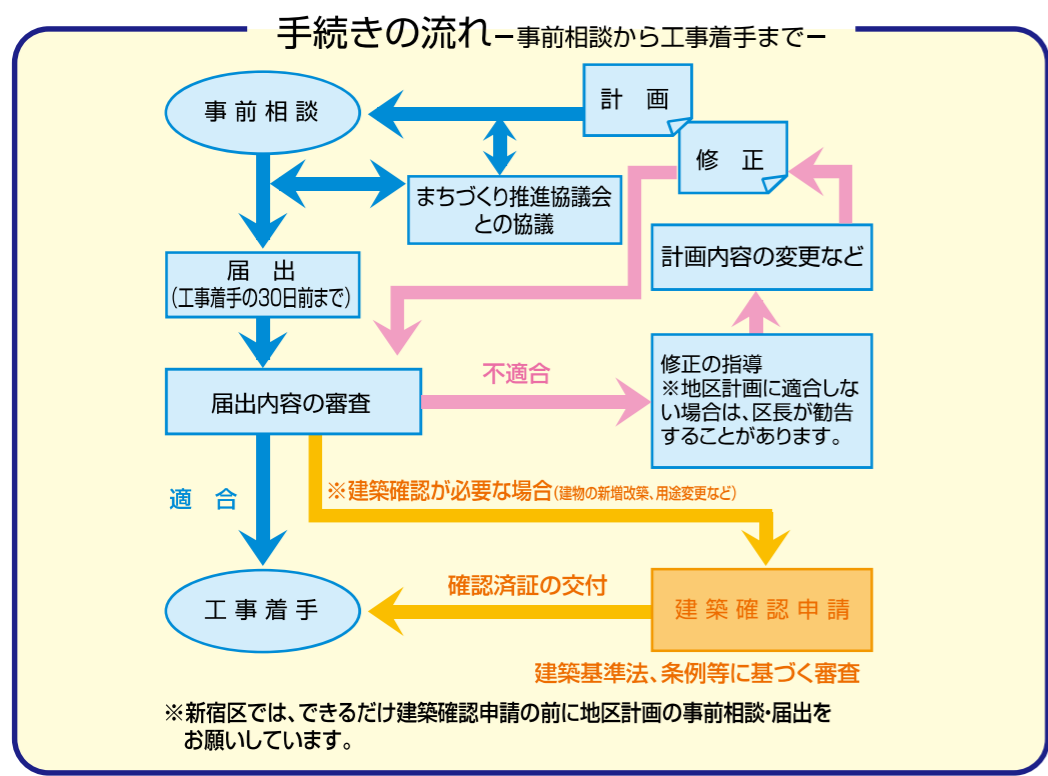 手続きの流れー事前相談から工事着手までー
計　画
事 前 相 談
修　正
まちづくり推進協議会
との協議
計画内容の変更など
届　出
(工事着手の30日前まで)
修正の指導
※地区計画に適合しな
い場合は、区長が勧告
することがあります。
不適合
届出内容の審査
※建築確認が必要な場合(建物の新増改築、用途変更など)
適　合
確認済証の交付
工 事 着 手
建 築 確 認 申 請
建築基準法、条例等に基づく審査
※新宿区では、できるだけ建築確認申請の前に地区計画の事前相談・届出を
お願いしています。